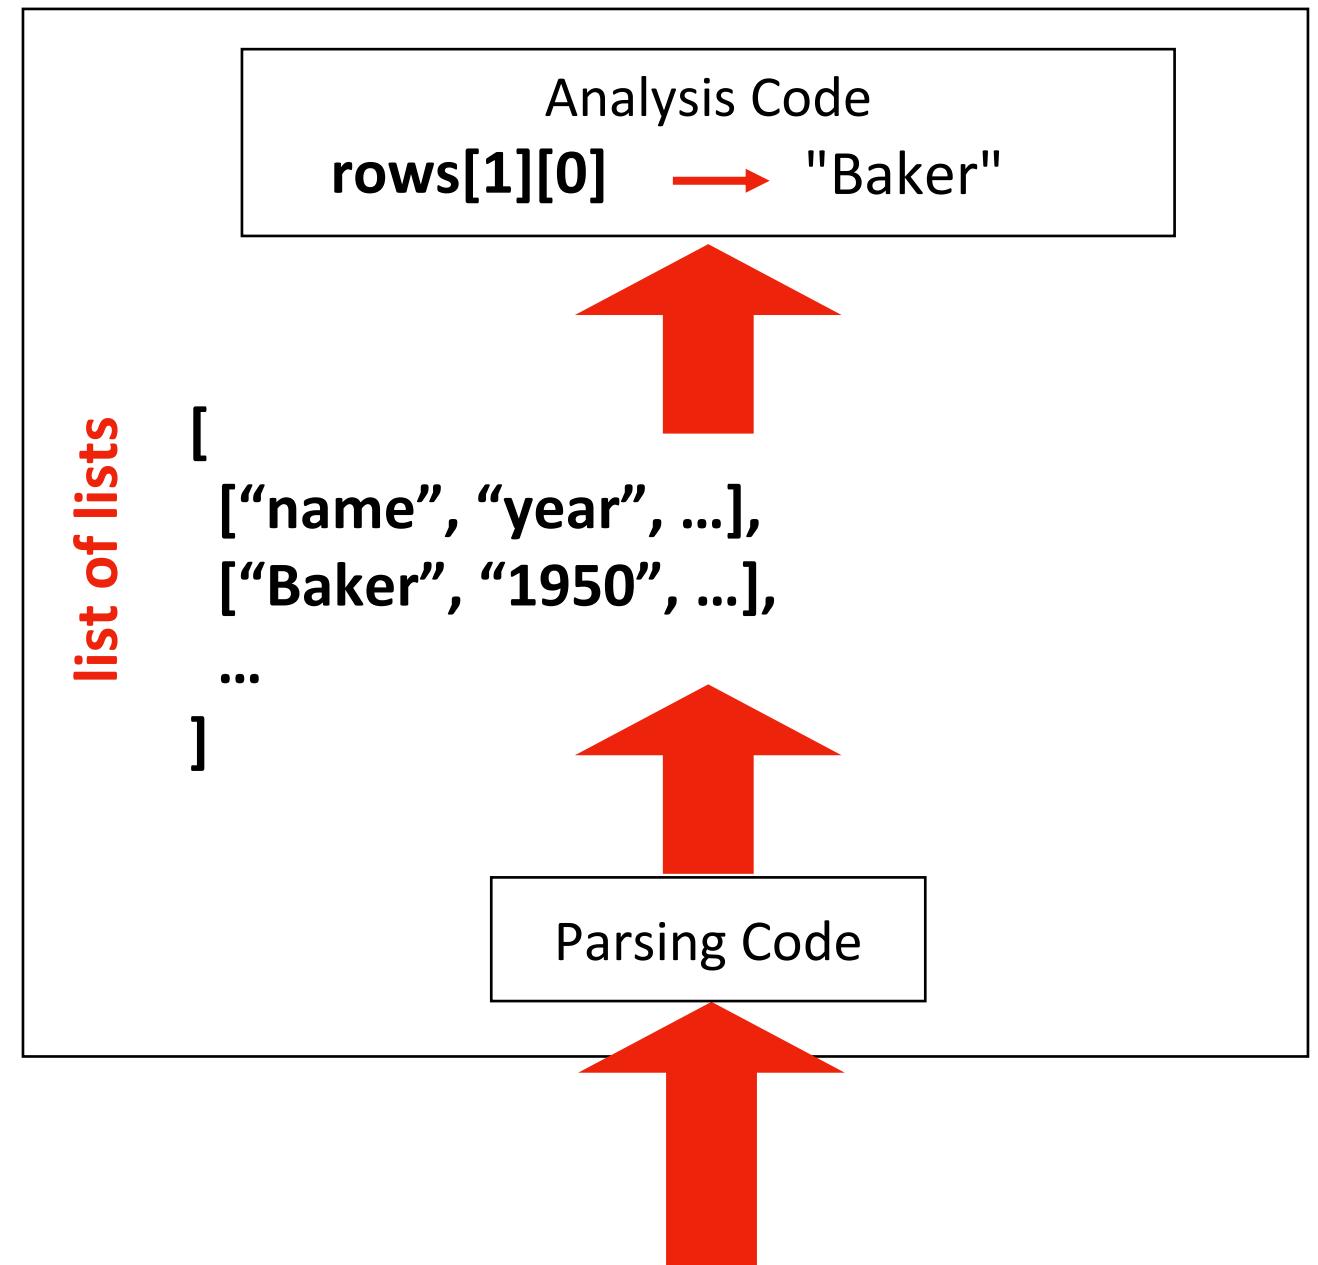 Analysis Code
rows[1][0] "Baker"
list of lists
[
[“name”, “year”, …],
[“Baker”, “1950”, …],
…
]
Parsing Code